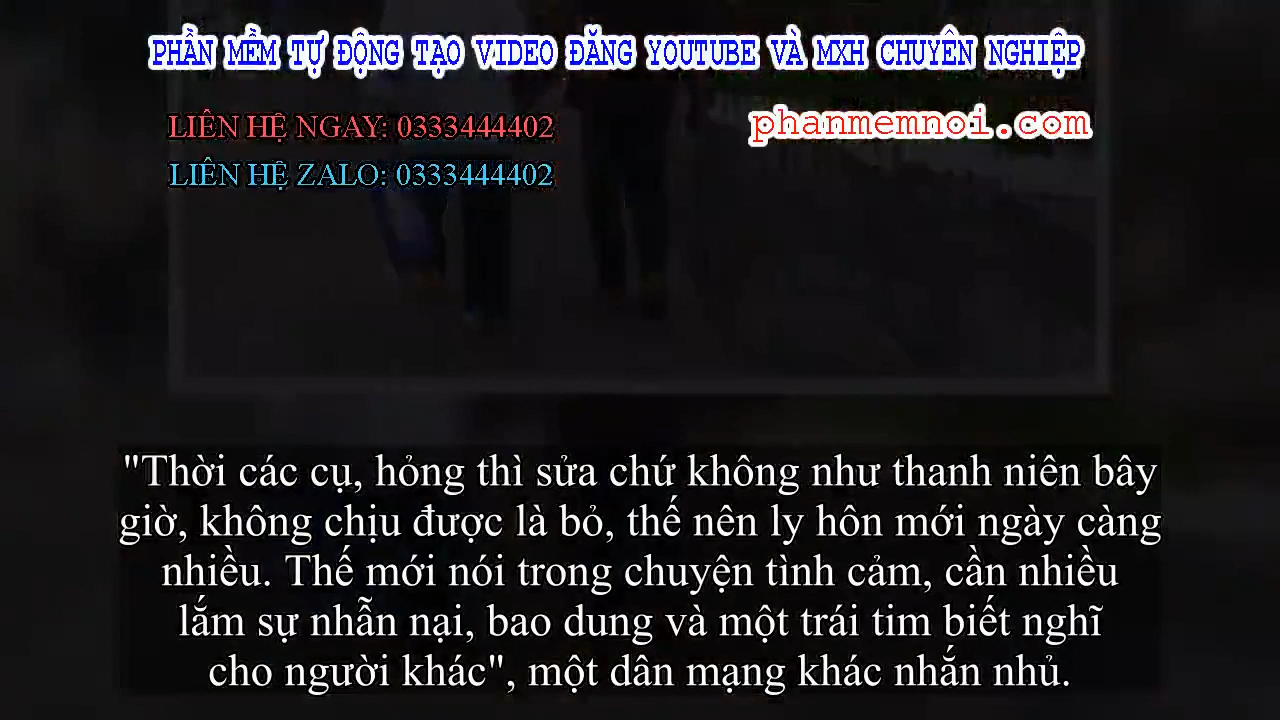 PHẦN MỀM TỰ ĐỘNG TẠO VIDEO ĐĂNG YOUTUBE VÀ MXH CHUYÊN NGHIỆP
LIÊN HỆ NGAY: 0333444402
phanmemnoi.com
LIÊN HỆ ZALO: 0333444402
"Thời các cụ, hỏng thì sửa chứ không như thanh niên bây
giờ, không chịu được là bỏ, thế nên ly hôn mới ngày càng
nhiều. Thế mới nói trong chuyện tình cảm, cần nhiều
lắm sự nhẫn nại, bao dung và một trái tim biết nghĩ
cho người khác", một dân mạng khác nhắn nhủ.